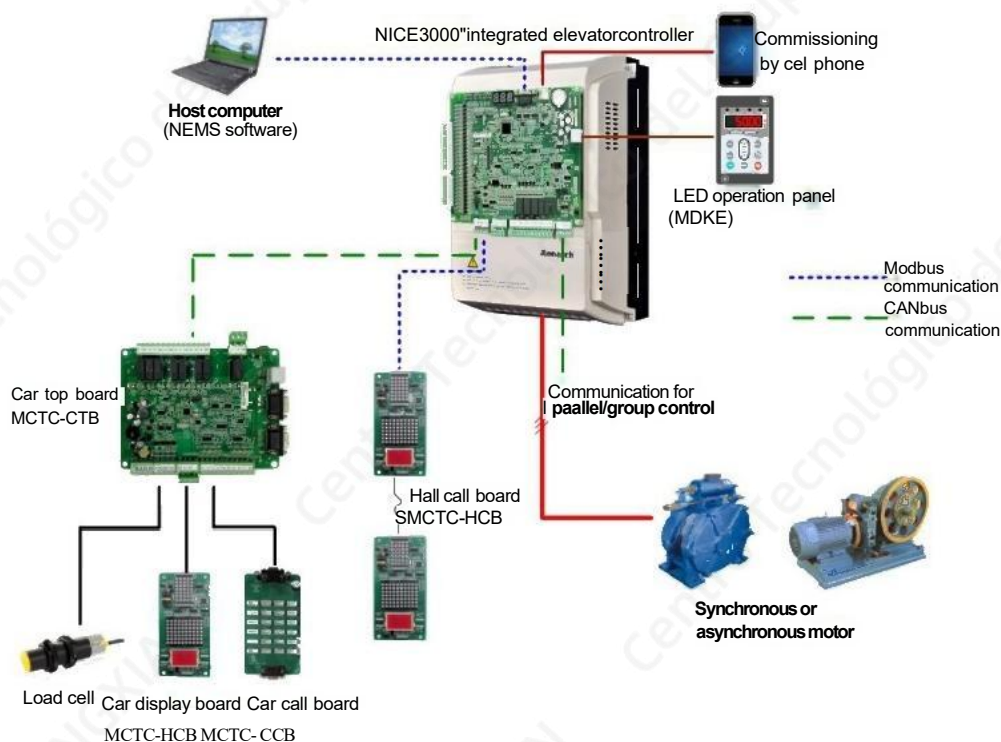 NICE3000"integrated elevatorcontroller
Commissioning
by cel phone
Host computer
(NEMS software)
5000
LED operation panel
(MDKE)
Monarch
Modbus
communication
CANbus
communication
Car top board
MCTC-CTB
Communication for
l paallel/group control
Hall call board
SMCTC-HCB
Synchronous or
asynchronous motor
Load cell
Car display board
Car call board
MCTC-HCB MCTC- CCB